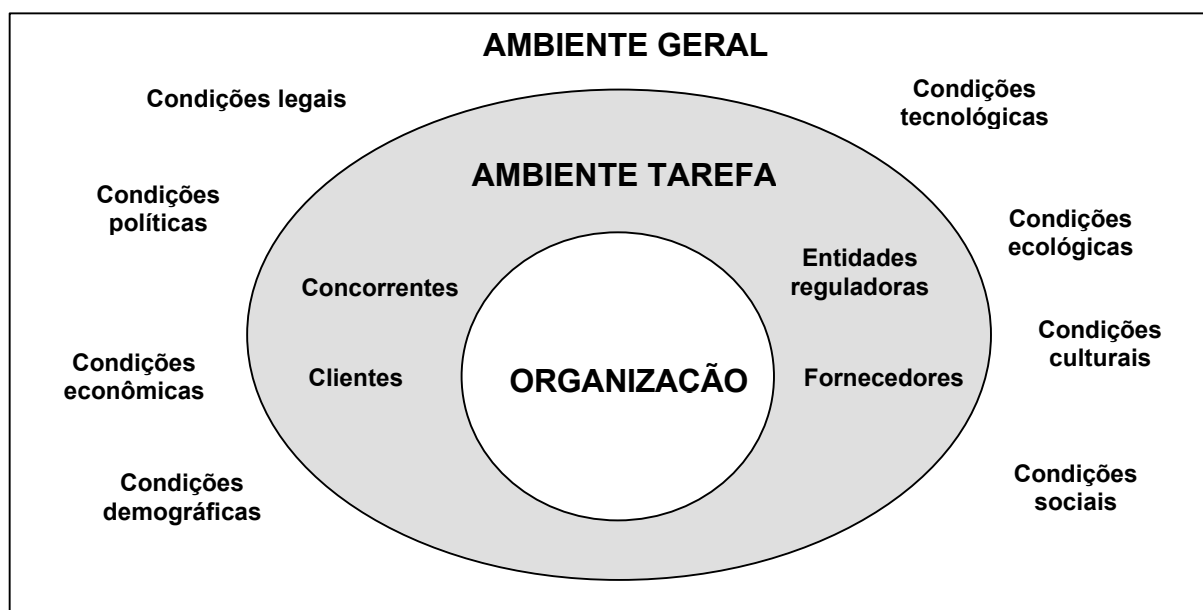 AMBIENTE GERAL
Condições legais
Condições
tecnológicas
AMBIENTE TAREFA
Condições
políticas
Condições
ecológicas
Concorrentes
Entidades
reguladoras
Condições
econômicas
Clientes
ORGANIZAÇÃO
Fornecedores
Condições
culturais
Condições
demográficas
Condições
sociais